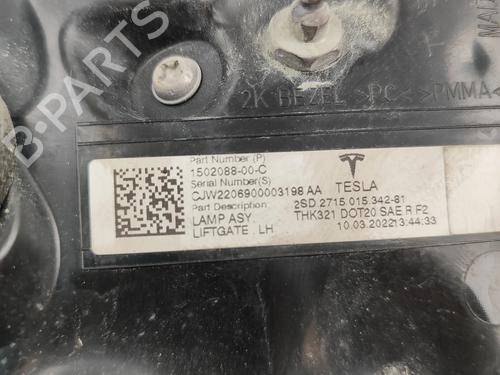 2K BEZEL >PC< >PMMA<
Part Number (P)
1502088-00-C
Serial Number(S)
CJW2206900003198 AA TESLA
Part Description: 2SD.2715 015.342-81
LAMP ASY, THK321 DOT20 SAE R F2
LIFTGATE , LH 10.03.2022 13:44:33